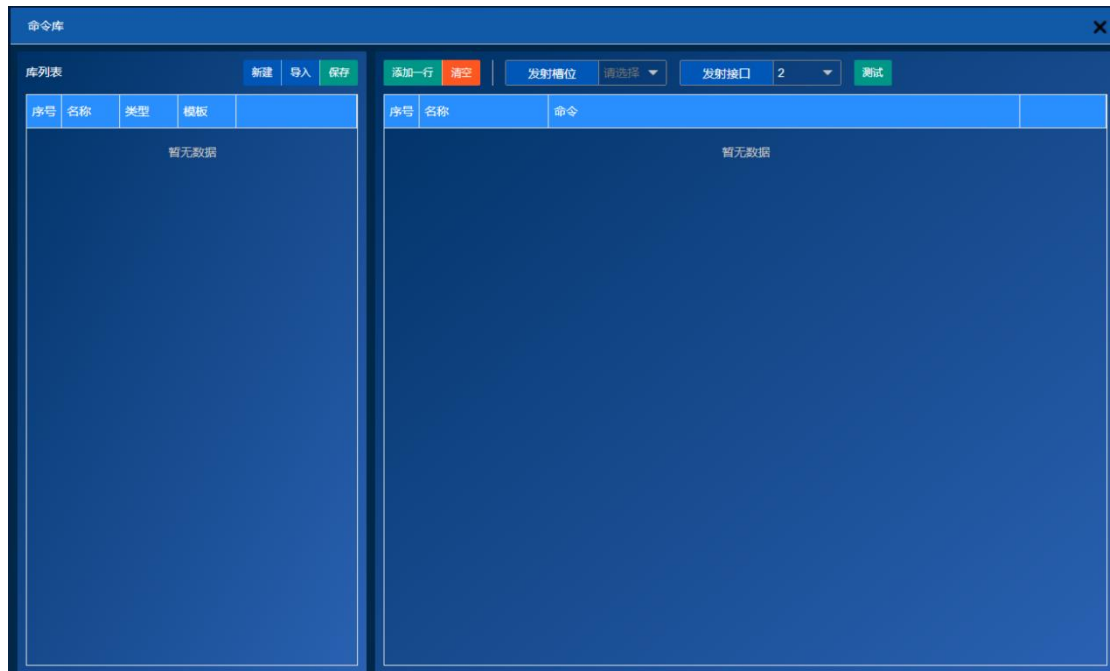 命令库
库列表 新建 导入 保存
序号 名称 类型 模板
暂无数据
添加一行 清空 发射槽位 请选择 发射接口 2 测试
序号 名称 命令
暂无数据